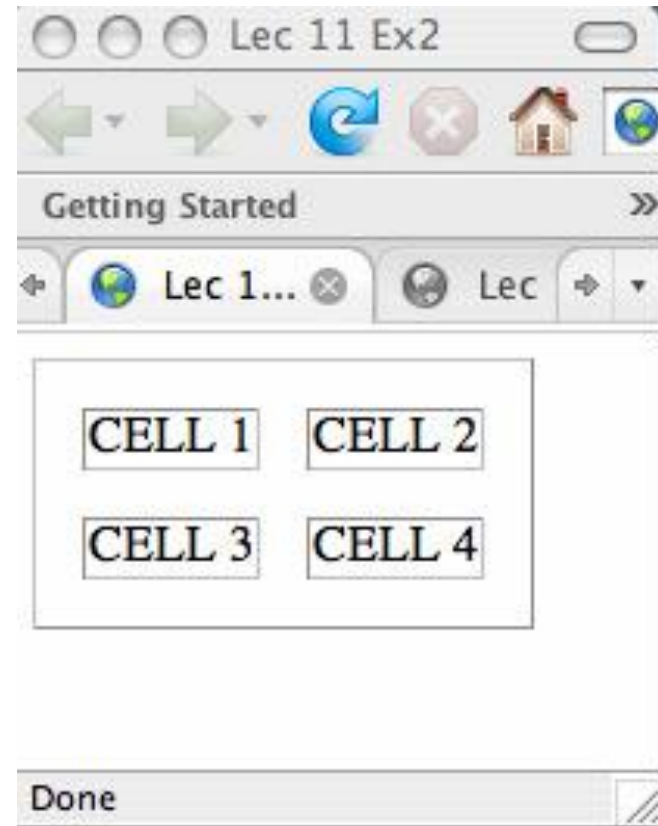 Lec 11 Ex2
Getting Started
Lec 1... Lec
CELL 1 CELL 2
CELL 3 CELL 4
Done